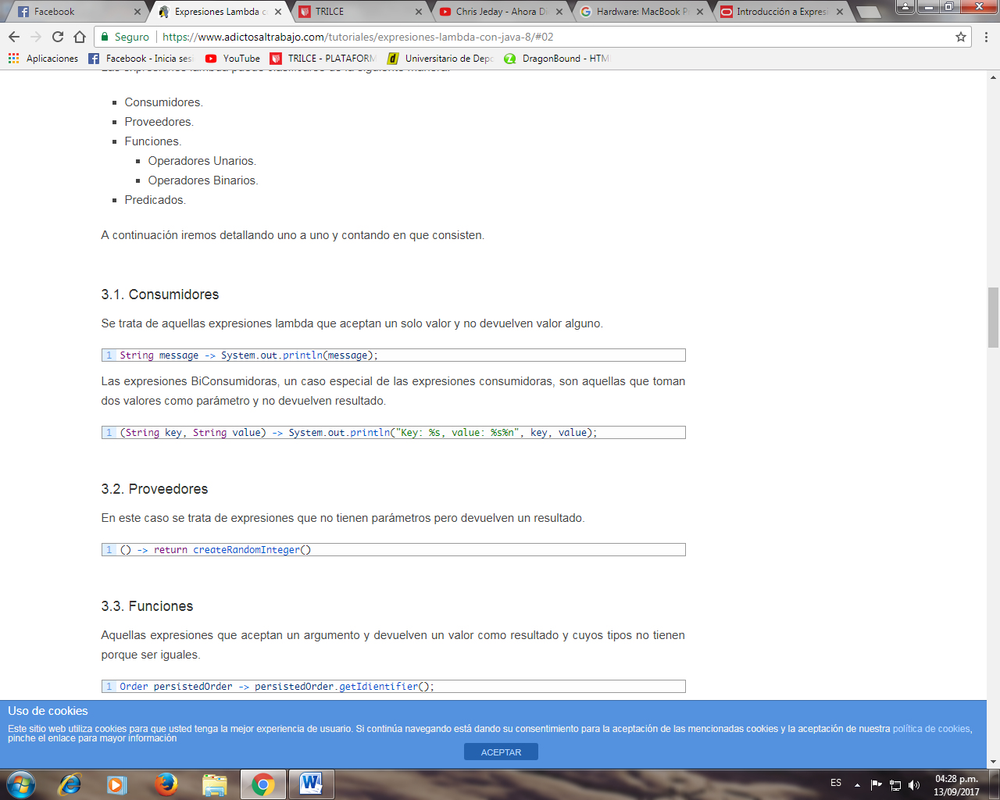 Facebook
Expresiones Lambda c
TRILCE
Chris Jeday - Ahora Di
Hardware: MacBook P
Introducción a Expresi
Seguro
https://www.adictosaltrabajo.com/tutoriales/expresiones-lambda-con-java-8/#02
Aplicaciones
Facebook - Inicia ses
YouTube
TRILCE - PLATAFORM
Universitario de Depo
DragonBound - HTM
Consumidores.
Proveedores.
Funciones.
Operadores Unarios.
Operadores Binarios.
Predicados.
A continuación iremos detallando uno a uno y contando en que consisten.
3.1. Consumidores
Se trata de aquellas expresiones lambda que aceptan un solo valor y no devuelven valor alguno.
1 String message -> System.out.println(message);
Las expresiones BiConsumidoras, un caso especial de las expresiones consumidoras, son aquellas que toman
dos valores como parámetro y no devuelven resultado.
1 (String key, String value) -> System.out.println("Key: %s, value: %s%n", key, value);
3.2. Proveedores
En este caso se trata de expresiones que no tienen parámetros pero devuelven un resultado.
1 () -> return createRandomInteger()
3.3. Funciones
Aquellas expresiones que aceptan un argumento y devuelven un valor como resultado y cuyos tipos no tienen
porque ser iguales.
1 Order persistedOrder -> persistedOrder.getIdientifier();
Uso de cookies
Este sitio web utiliza cookies para que usted tenga la mejor experiencia de usuario. Si continúa navegando está dando su consentimiento para la aceptación de las mencionadas cookies y la aceptación de nuestra política de cookies,
pinche el enlace para mayor información
ACEPTAR
ES
04:28 p.m.
13/09/2017